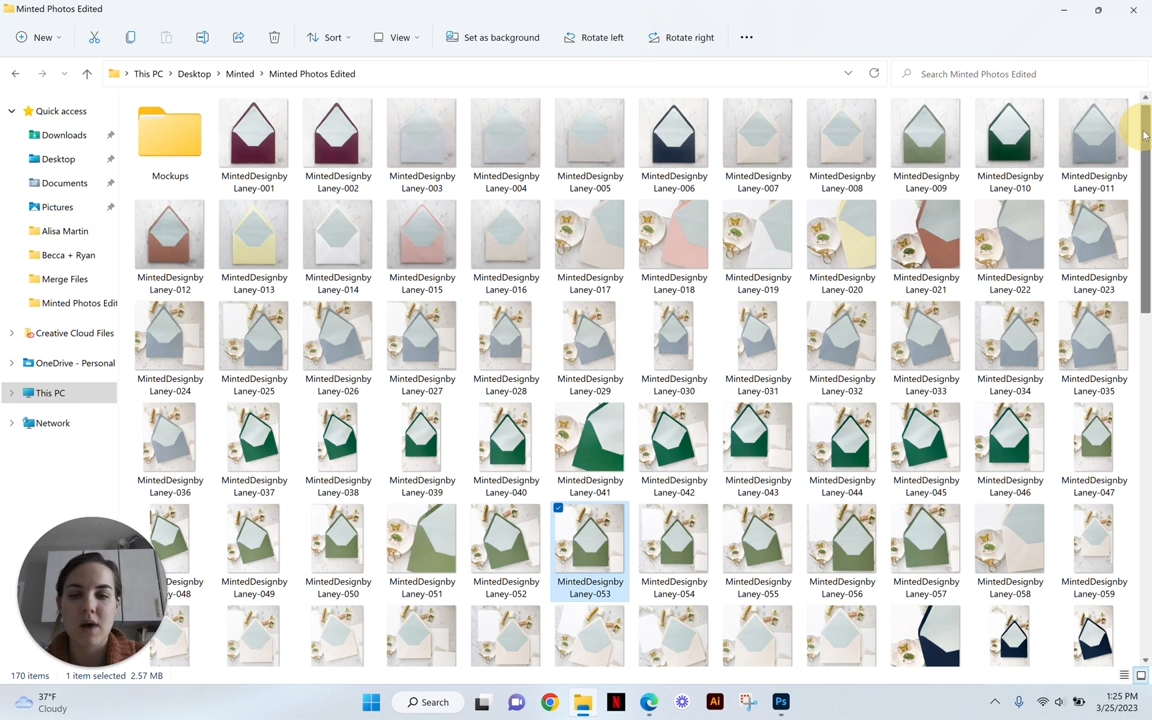 Minted Photos Edited
New
Sort
View
Set as background
Rotate left
Rotate right
This PC > Desktop > Minted > Minted Photos Edited
Search Minted Photos Edited
Quick access
Downloads
Desktop
Documents
Pictures
Alisa Martin
Becca + Ryan
Merge Files
Minted Photos Edit
Creative Cloud Files
OneDrive - Personal
This PC
Network
Mockups
MintedDesignby Laney-001
MintedDesignby Laney-002
MintedDesignby Laney-003
MintedDesignby Laney-004
MintedDesignby Laney-005
MintedDesignby Laney-006
MintedDesignby Laney-007
MintedDesignby Laney-008
MintedDesignby Laney-009
MintedDesignby Laney-010
MintedDesignby Laney-011
MintedDesignby Laney-012
MintedDesignby Laney-013
MintedDesignby Laney-014
MintedDesignby Laney-015
MintedDesignby Laney-016
MintedDesignby Laney-017
MintedDesignby Laney-018
MintedDesignby Laney-019
MintedDesignby Laney-020
MintedDesignby Laney-021
MintedDesignby Laney-022
MintedDesignby Laney-023
MintedDesignby Laney-024
MintedDesignby Laney-025
MintedDesignby Laney-026
MintedDesignby Laney-027
MintedDesignby Laney-028
MintedDesignby Laney-029
MintedDesignby Laney-030
MintedDesignby Laney-031
MintedDesignby Laney-032
MintedDesignby Laney-033
MintedDesignby Laney-034
MintedDesignby Laney-035
MintedDesignby Laney-036
MintedDesignby Laney-037
MintedDesignby Laney-038
MintedDesignby Laney-039
MintedDesignby Laney-040
MintedDesignby Laney-041
MintedDesignby Laney-042
MintedDesignby Laney-043
MintedDesignby Laney-044
MintedDesignby Laney-045
MintedDesignby Laney-046
MintedDesignby Laney-047
Designby y-048
MintedDesignby Laney-049
MintedDesignby Laney-050
MintedDesignby Laney-051
MintedDesignby Laney-052
MintedDesignby Laney-053
MintedDesignby Laney-054
MintedDesignby Laney-055
MintedDesignby Laney-056
MintedDesignby Laney-057
MintedDesignby Laney-058
MintedDesignby Laney-059
170 items
1 item selected 2.57 MB
37°F
Cloudy
Search
N
Ai
Ps
1:25 PM
3/25/2023